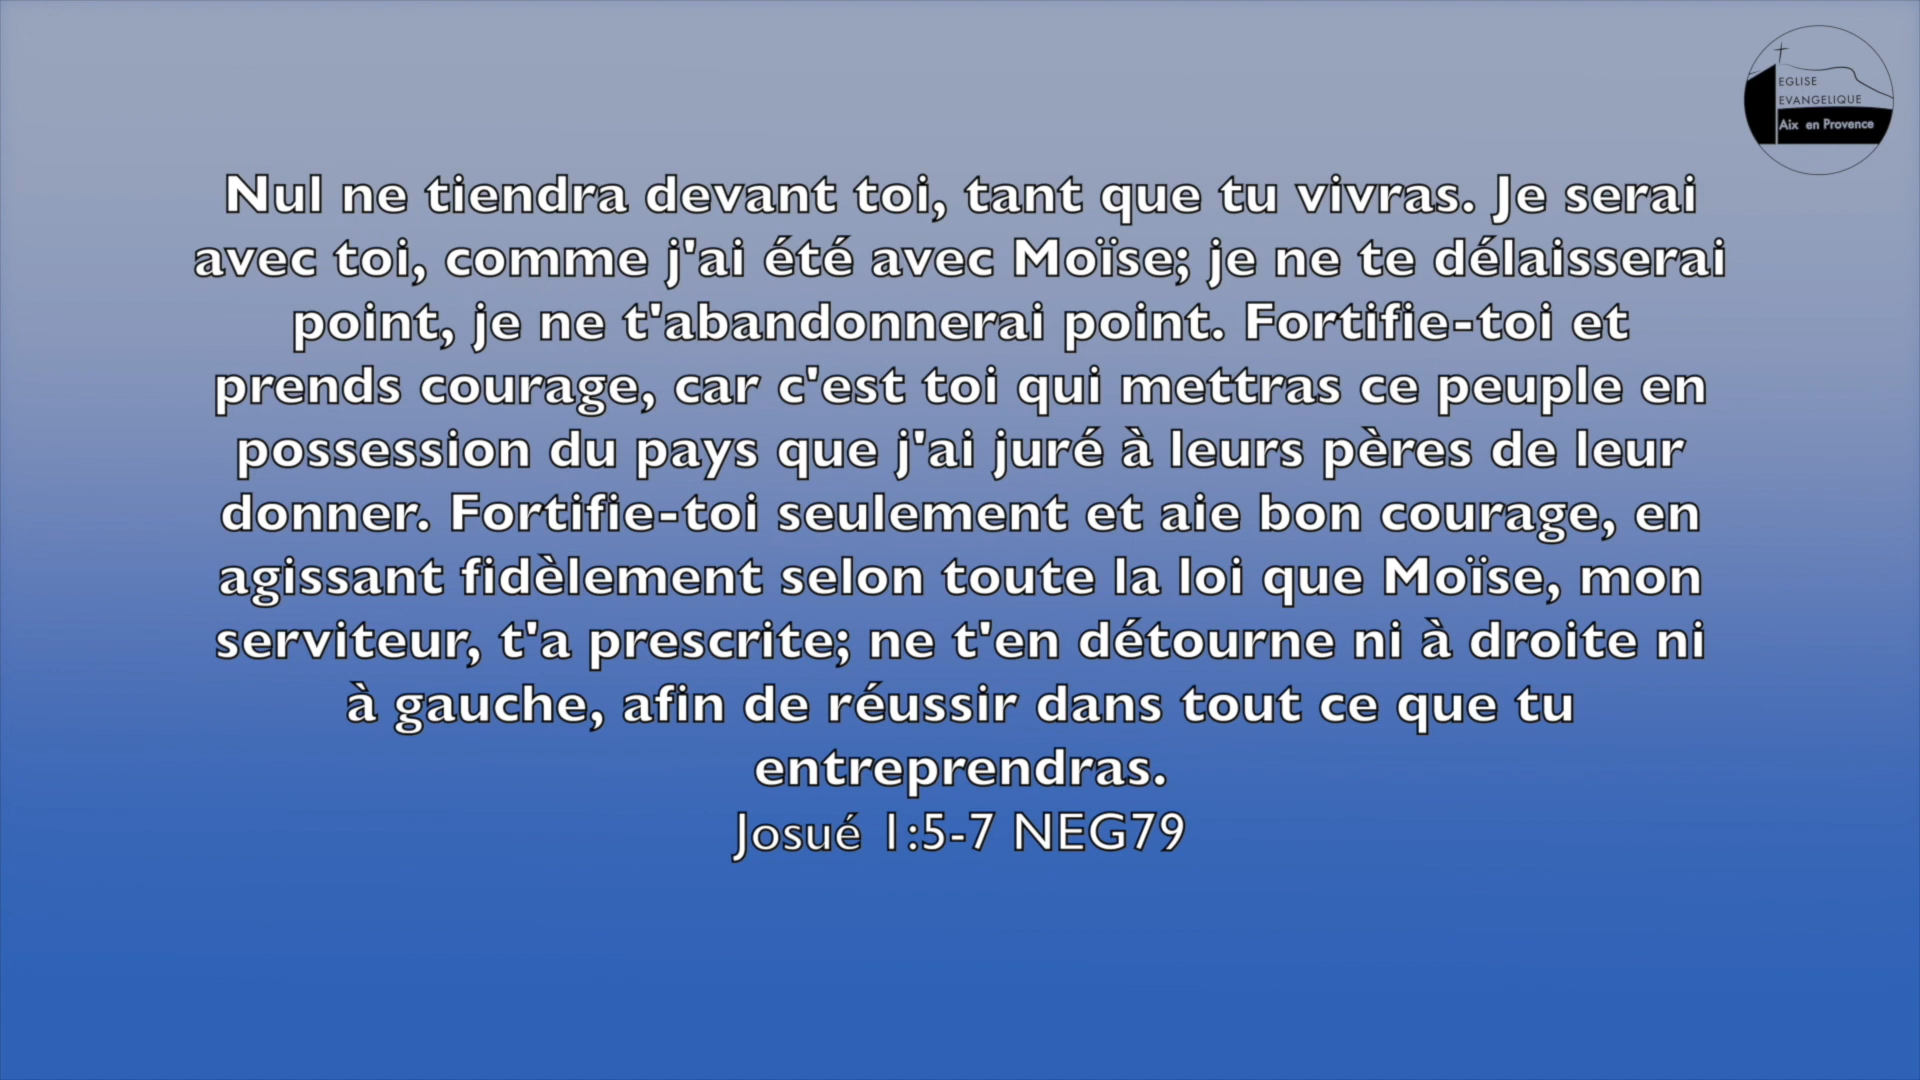 EGLISE
EVANGELIQUE
Aix en Provence
Nul ne tiendra devant toi, tant que tu vivras. Je serai
avec toi, comme j'ai été avec Moïse; je ne te délaisserai
point, je ne t'abandonnerai point. Fortifie-toi et
prends courage, car c'est toi qui mettras ce peuple en
possession du pays que j'ai juré à leurs pères de leur
donner. Fortifie-toi seulement et aie bon courage, en
agissant fidèlement selon toute la loi que Moïse, mon
serviteur, t'a prescrite; ne t'en détourne ni à droite ni
à gauche, afin de réussir dans tout ce que tu
entreprendras.
Josué 1:5-7 NEG79